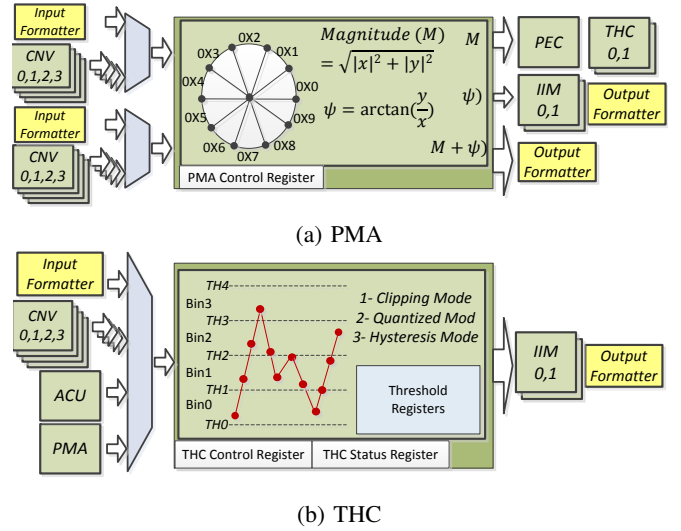 Input
Formatter
CNV
0,1,2,3
Input
Formatter
CNV
0,1,2,3
0X2
0X3
0X1
0X4
0X0
0X5
0X9
0X6
0X8
0X7
Magnitude (M)
= √|x|² + |y|²
ψ = arctan(y/x)
M
ψ)
M + ψ)
PMA Control Register
PEC
THC
0,1
IIM
0,1
Output
Formatter
Output
Formatter
(a) PMA
Input
Formatter
CNV
0,1,2,3
ACU
PMA
TH4
Bin3
TH3
Bin2
TH2
Bin1
TH1
Bin0
TH0
1- Clipping Mode
2- Quantized Mod
3- Hysteresis Mode
Threshold
Registers
THC Control Register
THC Status Register
IIM
0,1
Output
Formatter
(b) THC